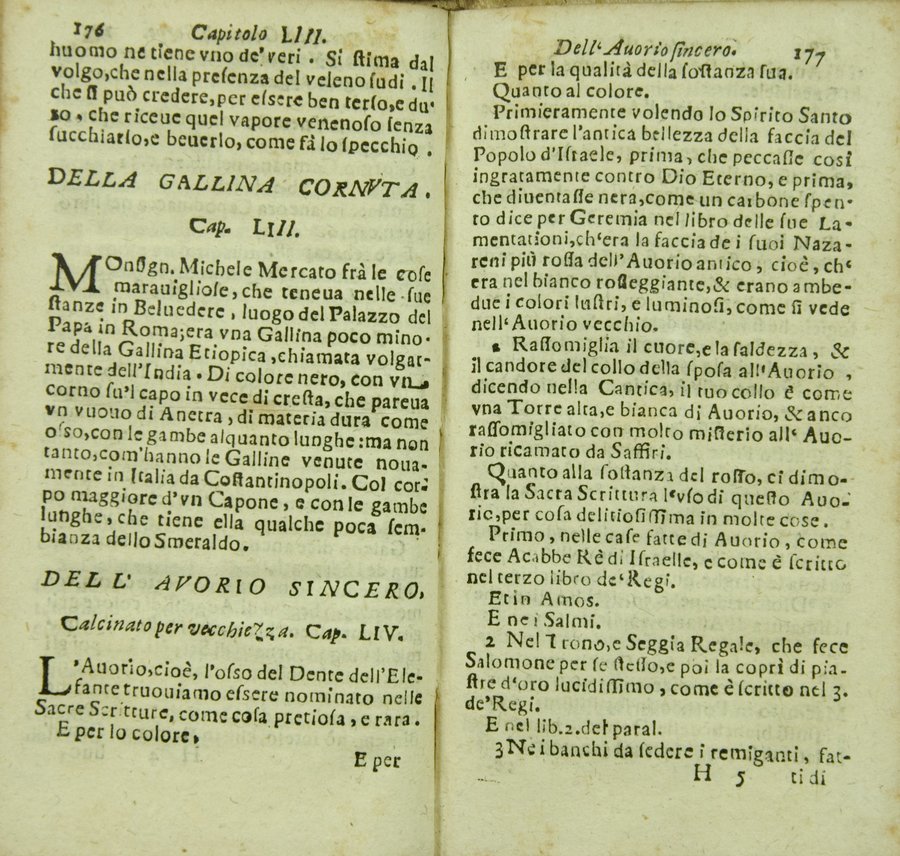 176 Capitolo LIII.
huomo ne tiene vno de' veri. Si ſtima dal
volgo,che nella preſenza del veleno ſudi. Il
che ſi può credere,per eſſere ben terſo,e du'
ro, che riceue quel vapore venenoſo ſenza
ſucchiarlo,e beuerlo, come fà lo ſpecchio.
DELLA GALLINA CORNVTA.
Cap. LIII.
MOnſign. Michele Mercato frà le coſe
marauiglioſe, che teneua nelle ſue
ſtanze in Beluedere, luogo del Palazzo del
Papa in Roma;era vna Gallina poco mino-
re della Gallina Etiopica,chiamata volgar-
mente dell'India. Di colore nero, con vn
corno ſu'l capo in vece di creſta, che pareua
vn vuouo di Anetra, di materia dura come
oſso,con le gambe alquanto lunghe:ma non
tanto,com'hanno le Galline venute noua-
mente in Italia da Coſtantinopoli. Col cor-
po maggiore d'vn Capone, e con le gambe
lunghe, che tiene ella qualche poca ſem-
bianza dello Smeraldo.
DELL' AVORIO SINCERO,
Calcinato per vecchiezza. Cap. LIV.
L'Auorio,cioè, l'oſso del Dente dell'Ele-
fante truouiamo eſsere nominato nelle
Sacre Scritture, come coſa pretioſa, e rara.
E per lo colore,
E per
Dell' Auorio ſincero. 177
E per la qualità della ſoſtanza ſua.
Quanto al colore.
Primieramente volendo lo Spirito Santo
dimoſtrare l'antica bellezza della faccia del
Popolo d'Iſraele, prima, che peccaſſe così
ingratamente contro Dio Eterno, e prima,
che diuentaſſe nera,come un carbone ſpen-
to dice per Geremia nel libro delle ſue La-
mentationi,ch'era la faccia de i ſuoi Naza-
reni più roſſa dell'Auorio antico, cioè, ch'
era nel bianco roſſeggiante,& erano ambe-
due i colori luſtri, e luminoſi, come ſi vede
nell'Auorio vecchio.
Raſſomiglia il cuore,e la ſaldezza, &
il candore del collo della ſpoſa all'Auorio,
dicendo nella Cantica, il tuo collo è come
vna Torre alta,e bianca di Auorio, & anco
raſſomigliato con molto miſterio all' Auo-
rio ricamato da Saffiri.
Quanto alla ſoſtanza del roſſo, ci dimo-
ſtra la Sacra Scrittura l'vſo di queſto Auo-
rio,per coſa delitioſiſſima in molte coſe.
Primo, nelle caſe fatte di Auorio, come
fece Acabbe Rè di Iſraelle, e come è ſcritto
nel terzo libro de'Regi.
Et in Amos.
E ne i Salmi.
2 Nel Trono,e Seggia Regale, che fece
Salomone per ſe ſteſſo,e poi la coprì di pia-
ſtre d'oro lucidiſſimo, come è ſcritto nel 3.
de'Regi.
E nel lib.2.del paral.
3 Ne i banchi da ſedere i remiganti, fat-
H 5 ti di